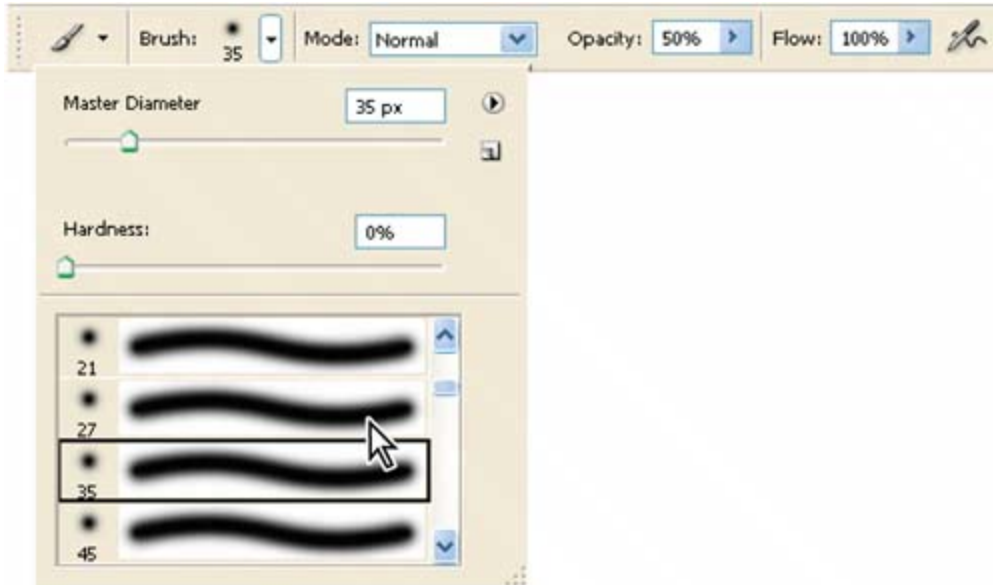 Brush: 35 Mode: Normal Opacity: 50% Flow: 100%
Master Diameter 35 px
Hardness: 0%
21
27
35
45